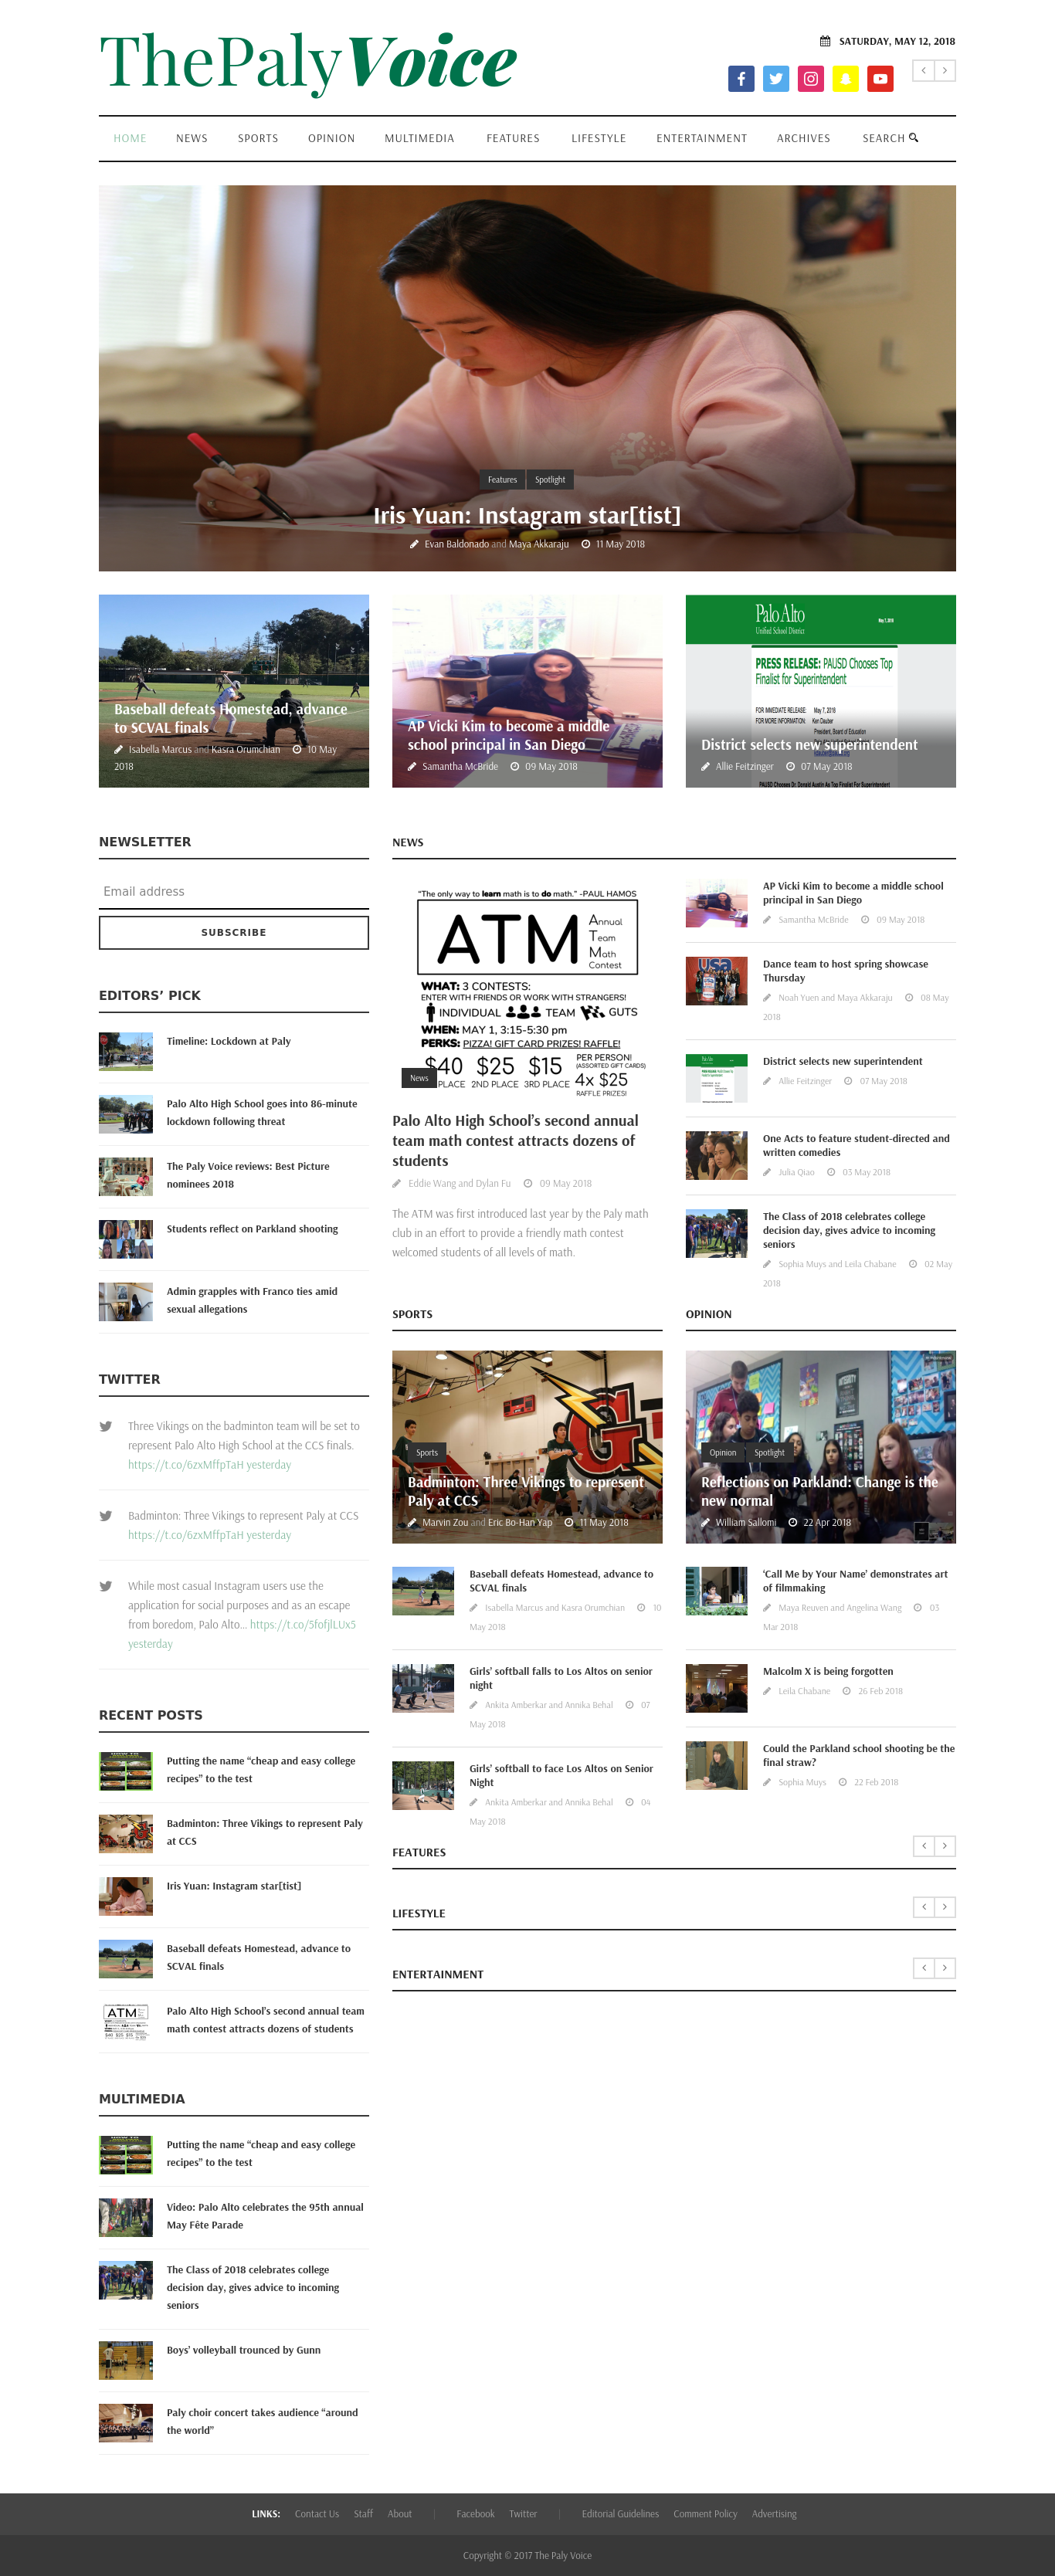 ThePalyVoice
SATURDAY, MAY 12, 2018
HOME NEWS SPORTS OPINION MULTIMEDIA FEATURES LIFESTYLE ENTERTAINMENT ARCHIVES SEARCH
Features Spotlight
Iris Yuan: Instagram star[tist]
Evan Baldonado and Maya Akkaraju 11 May 2018
Baseball defeats Homestead, advance
to SCVAL finals
Isabella Marcus and Kasra Orumchian 10 May
2018
AP Vicki Kim to become a middle
school principal in San Diego
Samantha McBride 09 May 2018
Palo Alto
Unified School District
May 7, 2018
PRESS RELEASE: PAUSD Chooses Top
Finalist for Superintendent
FOR IMMEDIATE RELEASE: May 7, 2018
FOR MORE INFORMATION: Ken Dauber
President, Board of Education
District selects new superintendent
Allie Feitzinger 07 May 2018
PAUSD Chooses Dr. Donald Austin As Top Finalist For Superintendent
NEWSLETTER
Email address
SUBSCRIBE
EDITORS’ PICK
Timeline: Lockdown at Paly
Palo Alto High School goes into 86-minute
lockdown following threat
The Paly Voice reviews: Best Picture
nominees 2018
Students reflect on Parkland shooting
Admin grapples with Franco ties amid
sexual allegations
TWITTER
Three Vikings on the badminton team will be set to
represent Palo Alto High School at the CCS finals.
https://t.co/6zxMffpTaH yesterday
Badminton: Three Vikings to represent Paly at CCS
https://t.co/6zxMffpTaH yesterday
While most casual Instagram users use the
application for social purposes and as an escape
from boredom, Palo Alto... https://t.co/5fofjlLUx5
yesterday
RECENT POSTS
Putting the name “cheap and easy college
recipes” to the test
Badminton: Three Vikings to represent Paly
at CCS
Iris Yuan: Instagram star[tist]
Baseball defeats Homestead, advance to
SCVAL finals
Palo Alto High School’s second annual team
math contest attracts dozens of students
MULTIMEDIA
Putting the name “cheap and easy college
recipes” to the test
Video: Palo Alto celebrates the 95th annual
May Fête Parade
The Class of 2018 celebrates college
decision day, gives advice to incoming
seniors
Boys’ volleyball trounced by Gunn
Paly choir concert takes audience “around
the world”
NEWS
"The only way to learn math is to do math." -PAUL HAMOS
ATM Annual Team Math Contest
WHAT: 3 CONTESTS:
ENTER WITH FRIENDS OR WORK WITH STRANGERS!
INDIVIDUAL TEAM GUTS
WHEN: MAY 1, 3:15-5:30 pm
PERKS: PIZZA! GIFT CARD PRIZES! RAFFLE!
$40 $25 $15 PER PERSON! (ASSORTED GIFT CARDS) 4x $25
PLACE 2ND PLACE 3RD PLACE RAFFLE PRIZES!
News
Palo Alto High School’s second annual
team math contest attracts dozens of
students
Eddie Wang and Dylan Fu 09 May 2018
The ATM was first introduced last year by the Paly math
club in an effort to provide a friendly math contest
welcomed students of all levels of math.
AP Vicki Kim to become a middle school
principal in San Diego
Samantha McBride 09 May 2018
USA
Dance team to host spring showcase
Thursday
Noah Yuen and Maya Akkaraju 08 May
2018
District selects new superintendent
Allie Feitzinger 07 May 2018
One Acts to feature student-directed and
written comedies
Julia Qiao 03 May 2018
The Class of 2018 celebrates college
decision day, gives advice to incoming
seniors
Sophia Muys and Leila Chabane 02 May
2018
SPORTS
Sports
Badminton: Three Vikings to represent
Paly at CCS
Marvin Zou and Eric Bo-Han Yap 11 May 2018
Baseball defeats Homestead, advance to
SCVAL finals
Isabella Marcus and Kasra Orumchian 10
May 2018
Girls’ softball falls to Los Altos on senior
night
Ankita Amberkar and Annika Behal 07
May 2018
Girls’ softball to face Los Altos on Senior
Night
Ankita Amberkar and Annika Behal 04
May 2018
OPINION
Opinion Spotlight
Reflections on Parkland: Change is the
new normal
William Sallomi 22 Apr 2018
‘Call Me by Your Name’ demonstrates art
of filmmaking
Maya Reuven and Angelina Wang 03
Mar 2018
Malcolm X is being forgotten
Leila Chabane 26 Feb 2018
Could the Parkland school shooting be the
final straw?
Sophia Muys 22 Feb 2018
FEATURES
LIFESTYLE
ENTERTAINMENT
LINKS: Contact Us Staff About Facebook Twitter Editorial Guidelines Comment Policy Advertising
Copyright © 2017 The Paly Voice